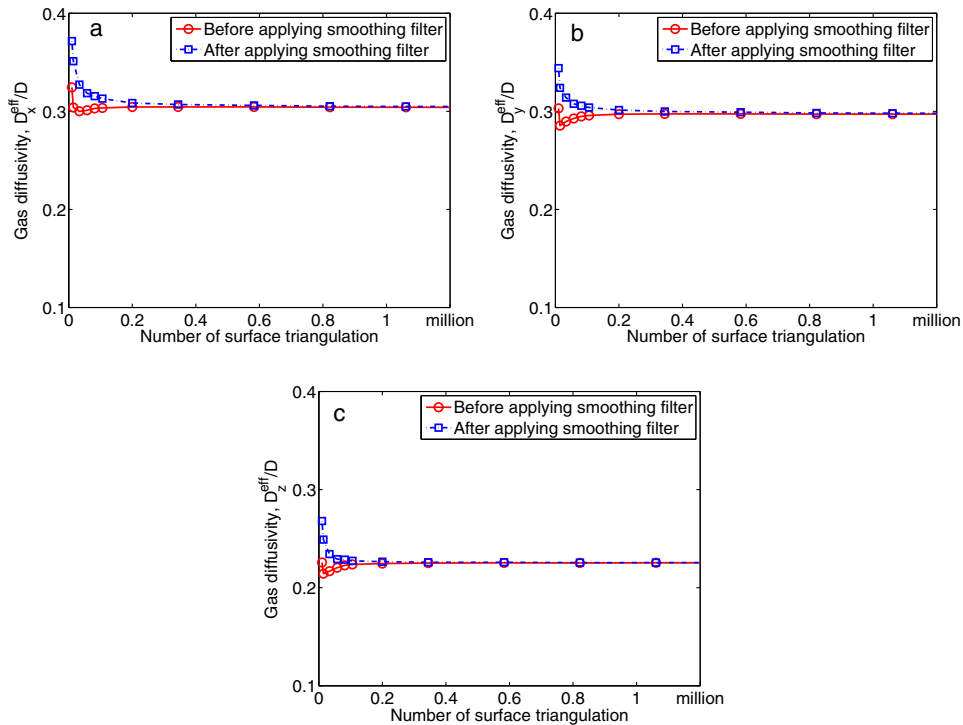 a
Before applying smoothing filter
After applying smoothing filter
0.4
0.3
0.2
0.1
Gas diffusivity, D_x^eff/D
0 0.2 0.4 0.6 0.8 1 million
Number of surface triangulation
b
Before applying smoothing filter
After applying smoothing filter
0.4
0.3
0.2
0.1
Gas diffusivity, D_y^eff/D
0 0.2 0.4 0.6 0.8 1 million
Number of surface triangulation
c
Before applying smoothing filter
After applying smoothing filter
0.4
0.3
0.2
0.1
Gas diffusivity, D_z^eff/D
0 0.2 0.4 0.6 0.8 1 million
Number of surface triangulation